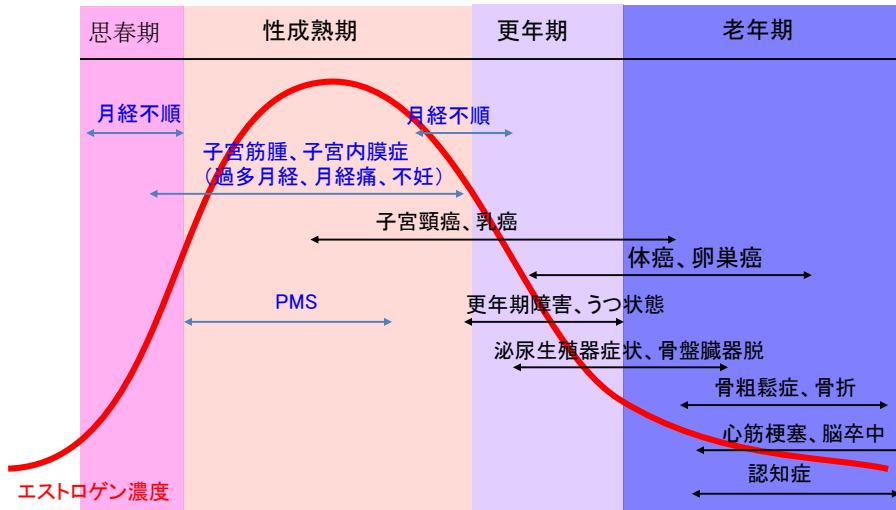 思春期
性成熟期
更年期
老年期
月経不順
月経不順
子宮筋腫、子宮内膜症
（過多月経、月経痛、不妊）
子宮頸癌、乳癌
体癌、卵巣癌
PMS
更年期障害、うつ状態
泌尿生殖器症状、骨盤臓器脱
骨粗鬆症、骨折
心筋梗塞、脳卒中
認知症
エストロゲン濃度